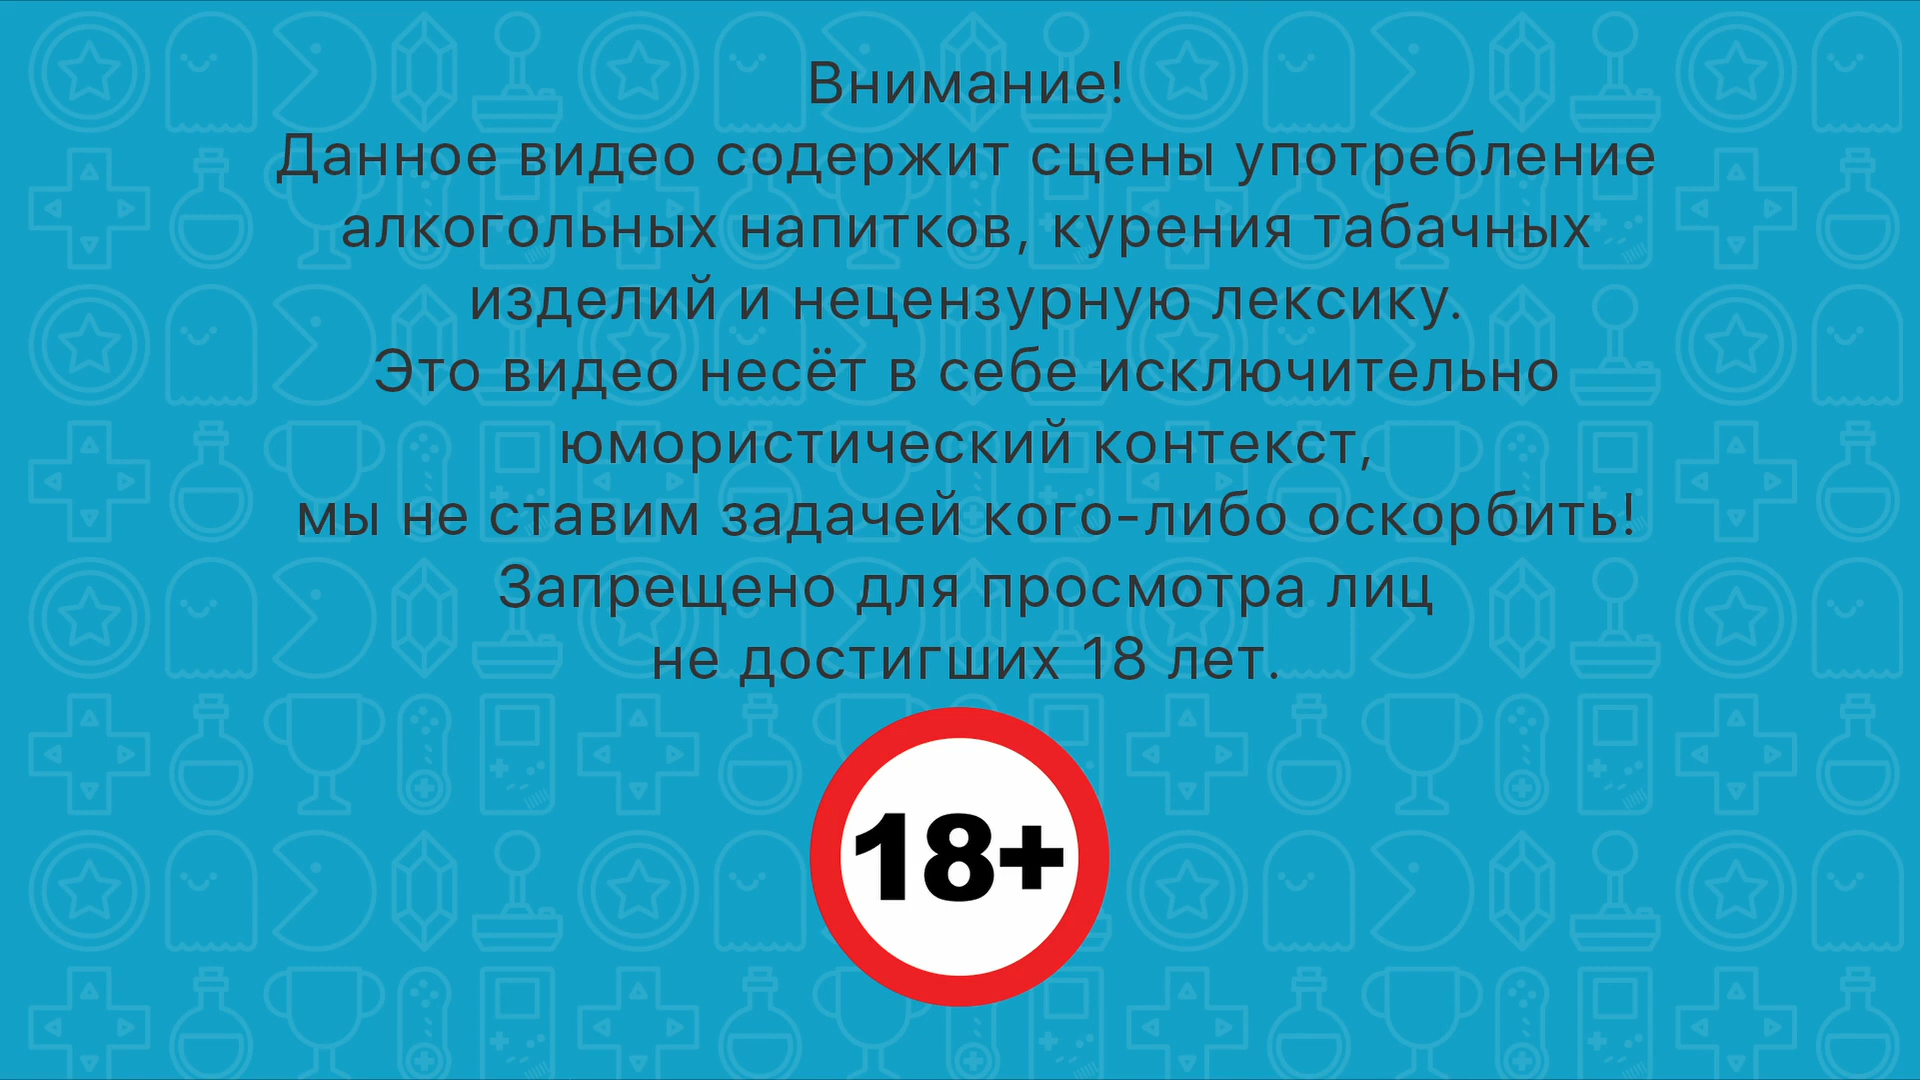 Внимание!
Данное видео содержит сцены употребление
алкогольных напитков, курения табачных
изделий и нецензурную лексику.
Это видео несёт в себе исключительно
юмористический контекст,
мы не ставим задачей кого-либо оскорбить!
Запрещено для просмотра лиц
не достигших 18 лет.
18+